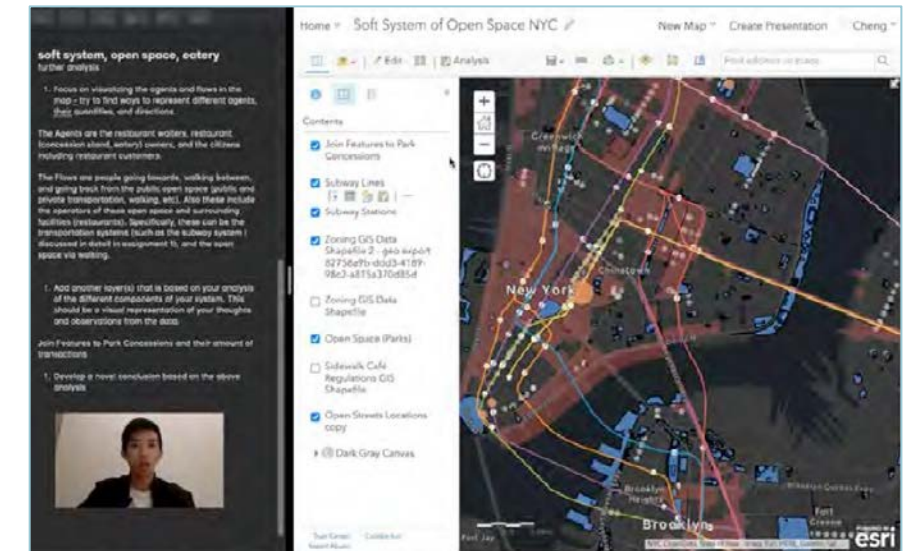 soft system, open space, eatery
further analysis
1. Focus on visualizing the agents and flows in the
map - try to find ways to represent different agents,
their quantities, and directions.
The Agents are the restaurant waiters, restaurant
(concession stand, eatery) owners, and the citizens
including restaurant customers.
The Flows are people going towards, walking between,
and going back from the public open space (public and
private transportation, walking, etc). Also these include
the operators of these open space and surrounding
facilities (restaurants). Specifically, these can be the
transportation systems (such as the subway system I
discussed in detail in assignment 1), and the open
space via walking.
1. Add another layer(s) that is based on your analysis
of the different components of your system. This
should be a visual representation of your thoughts
and observations from the data.
Join Features to Park Concessions and their amount of
transactions
1. Develop a novel conclusion based on the above
analysis
Home Soft System of Open Space NYC New Map Create Presentation Cheng
Edit Analysis Find address or place
Contents
Join Features to Park
Concessions
Subway Lines
Subway Stations
Zoning GIS Data
Shapefile 2 - geo export
Zoning GIS Data
Shapefile
Open Space (Parks)
Sidewalk Café
Regulations GIS
Shapefile
Open Streets Locations
copy
Dark Gray Canvas
Greenwich
Village
Chinatown
New York
Brooklyn
Heights
Brooklyn
Fort
Greene
POWERED BY
esri